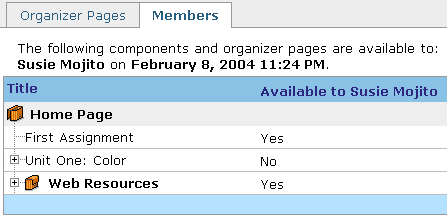 Organizer Pages Members
The following components and organizer pages are available to:
Susie Mojito on February 8, 2004 11:24 PM.
Title Available to Susie Mojito
Home Page
First Assignment Yes
Unit One: Color No
Web Resources Yes